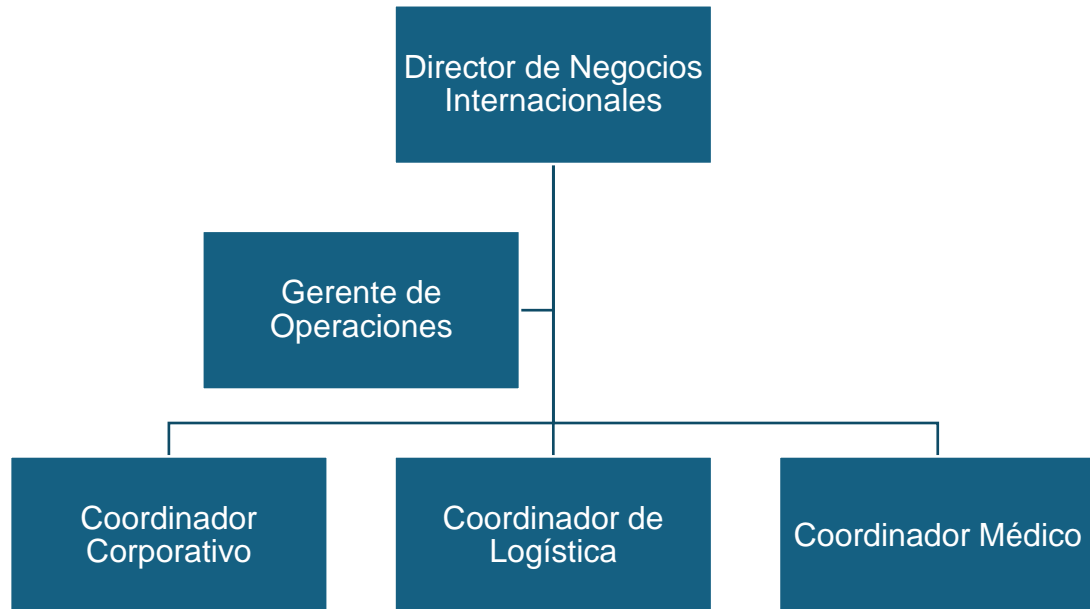 Director de Negocios
Internacionales
Gerente de
Operaciones
Coordinador
Corporativo
Coordinador de
Logística
Coordinador Médico